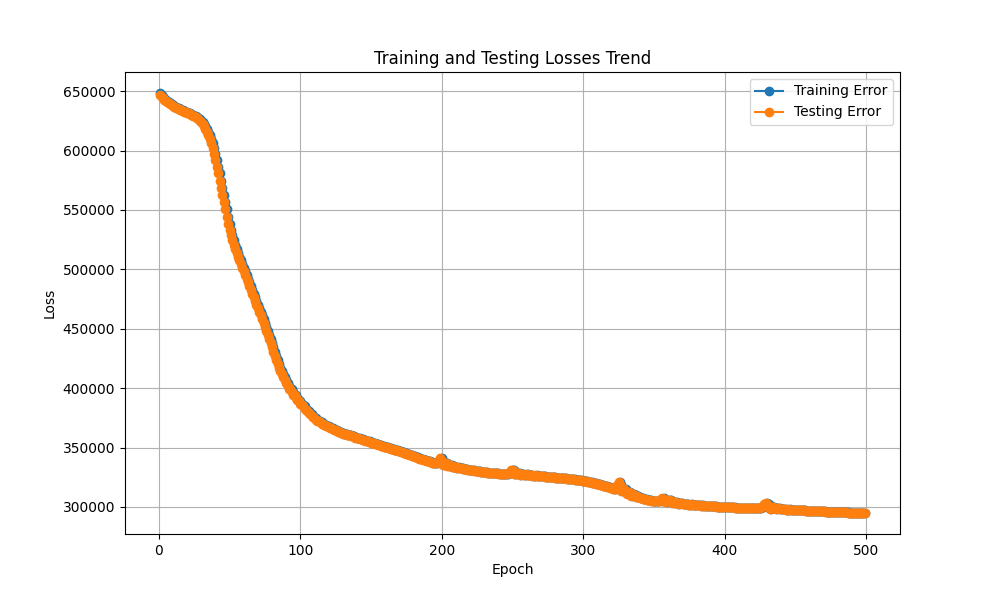 Training and Testing Losses Trend
Training Error
Testing Error
650000
600000
550000
500000
450000
400000
350000
300000
Loss
0 100 200 300 400 500
Epoch